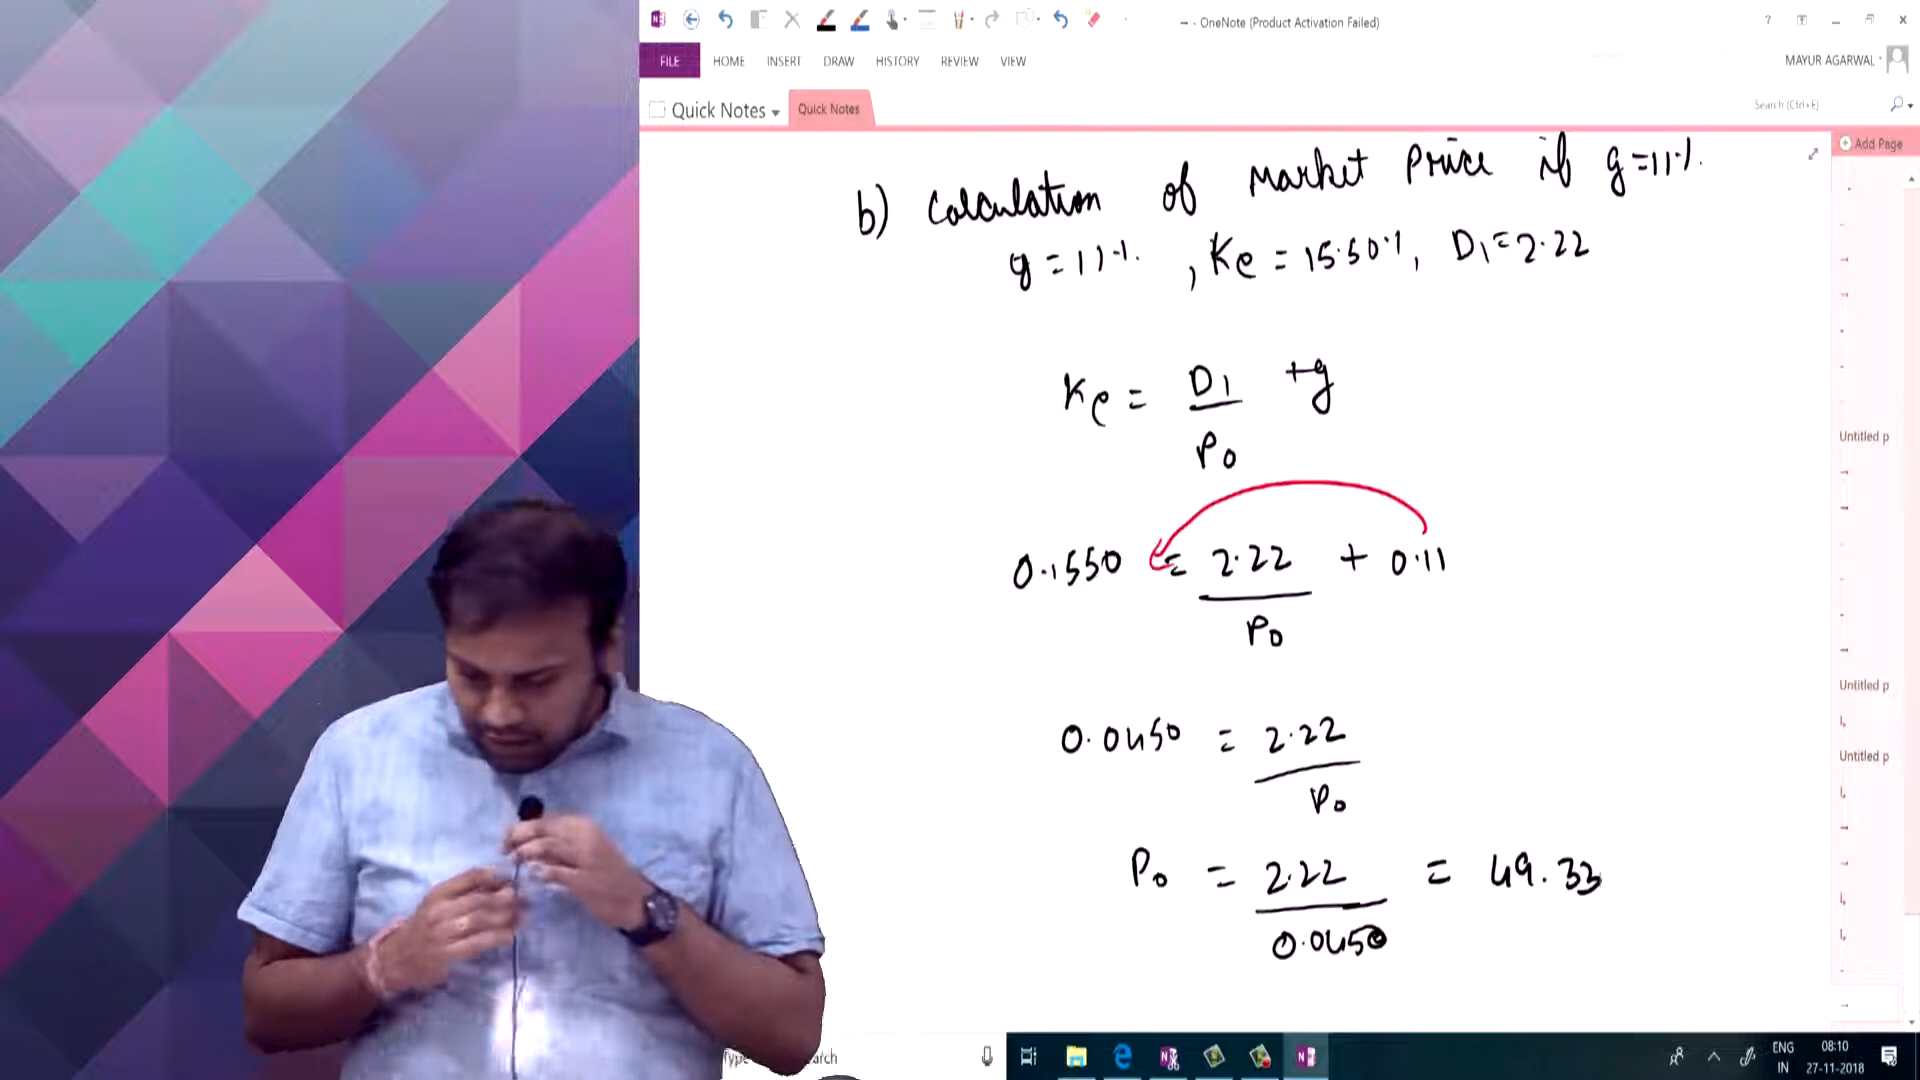 - - OneNote (Product Activation Failed)
FILE HOME INSERT DRAW HISTORY REVIEW VIEW
MAYUR AGARWAL
Quick Notes Quick Notes
Search (Ctrl+E)
Add Page
b) Calculation of Market Price if g=11%.
g = 11%. , Ke = 15.50%, D1=2.22
Ke = D1 +g
P0
0.1550 = 2.22 + 0.11
P0
0.0450 = 2.22
P0
P0 = 2.22 = 49.33
0.0450
Untitled p
Untitled p
Untitled p
ENG
IN
08:10
27-11-2018